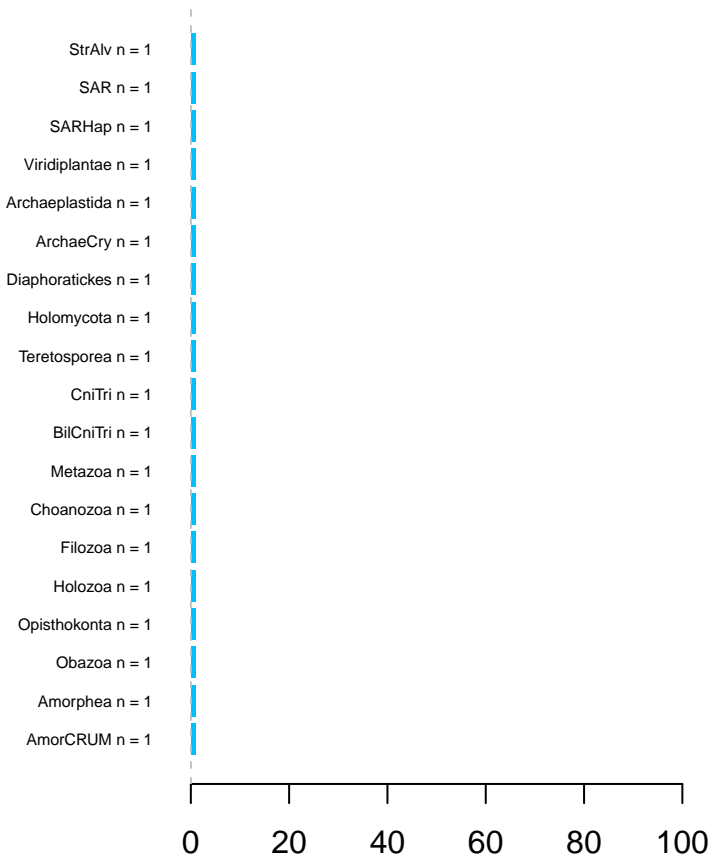 StrAlv n = 1
SAR n = 1
SARHap n = 1
Viridiplantae n = 1
Archaeplastida n = 1
ArchaeCry n = 1
Diaphoratickes n = 1
Holomycota n = 1
Teretosporea n = 1
CniTri n = 1
BilCniTri n = 1
Metazoa n = 1
Choanozoa n = 1
Filozoa n = 1
Holozoa n = 1
Opisthokonta n = 1
Obazoa n = 1
Amorphea n = 1
AmorCRUM n = 1
0 20 40 60 80 100